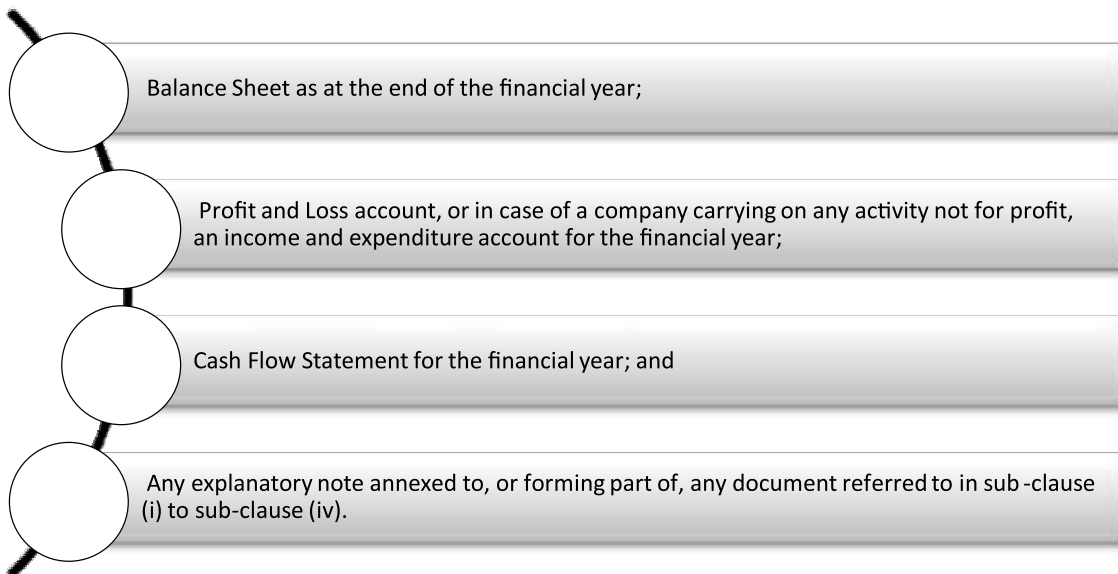 Balance Sheet as at the end of the financial year;
Profit and Loss account, or in case of a company carrying on any activity not for profit,
an income and expenditure account for the financial year;
Cash Flow Statement for the financial year; and
Any explanatory note annexed to, or forming part of, any document referred to in sub-clause
(i) to sub-clause (iv).